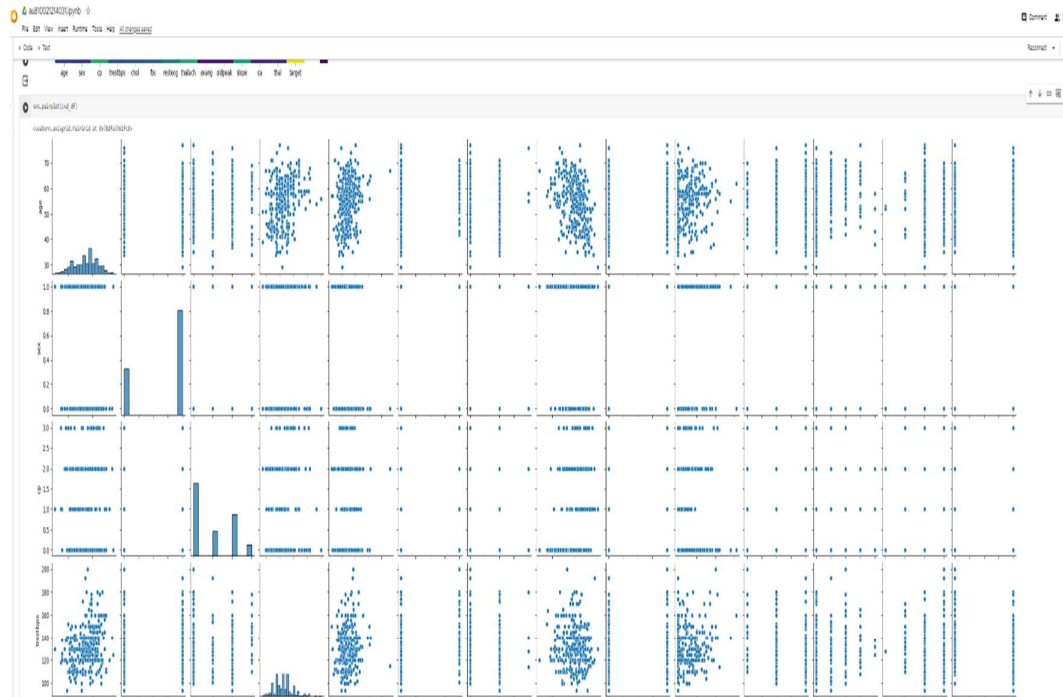 File Edit View Insert Runtime Tools Help All changes saved
Comment
+ Code + Text
Reconnect
age sex cp trestbps chol fbs restecg thalach exang oldpeak slope ca thal target
age
70
60
50
40
30
sex
1.0
0.8
0.6
0.4
0.2
0.0
cp
3.0
2.5
2.0
1.5
1.0
0.5
0.0
trestbps
200
180
160
140
120
100